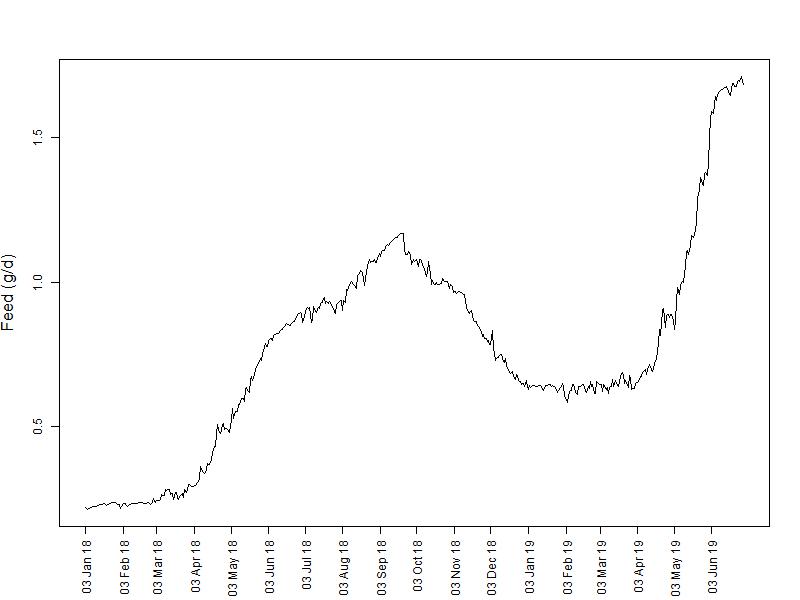 Feed (g/d)
1.5
1.0
0.5
03 Jan 18
03 Feb 18
03 Mar 18
03 Apr 18
03 May 18
03 Jun 18
03 Jul 18
03 Aug 18
03 Sep 18
03 Oct 18
03 Nov 18
03 Dec 18
03 Jan 19
03 Feb 19
03 Mar 19
03 Apr 19
03 May 19
03 Jun 19